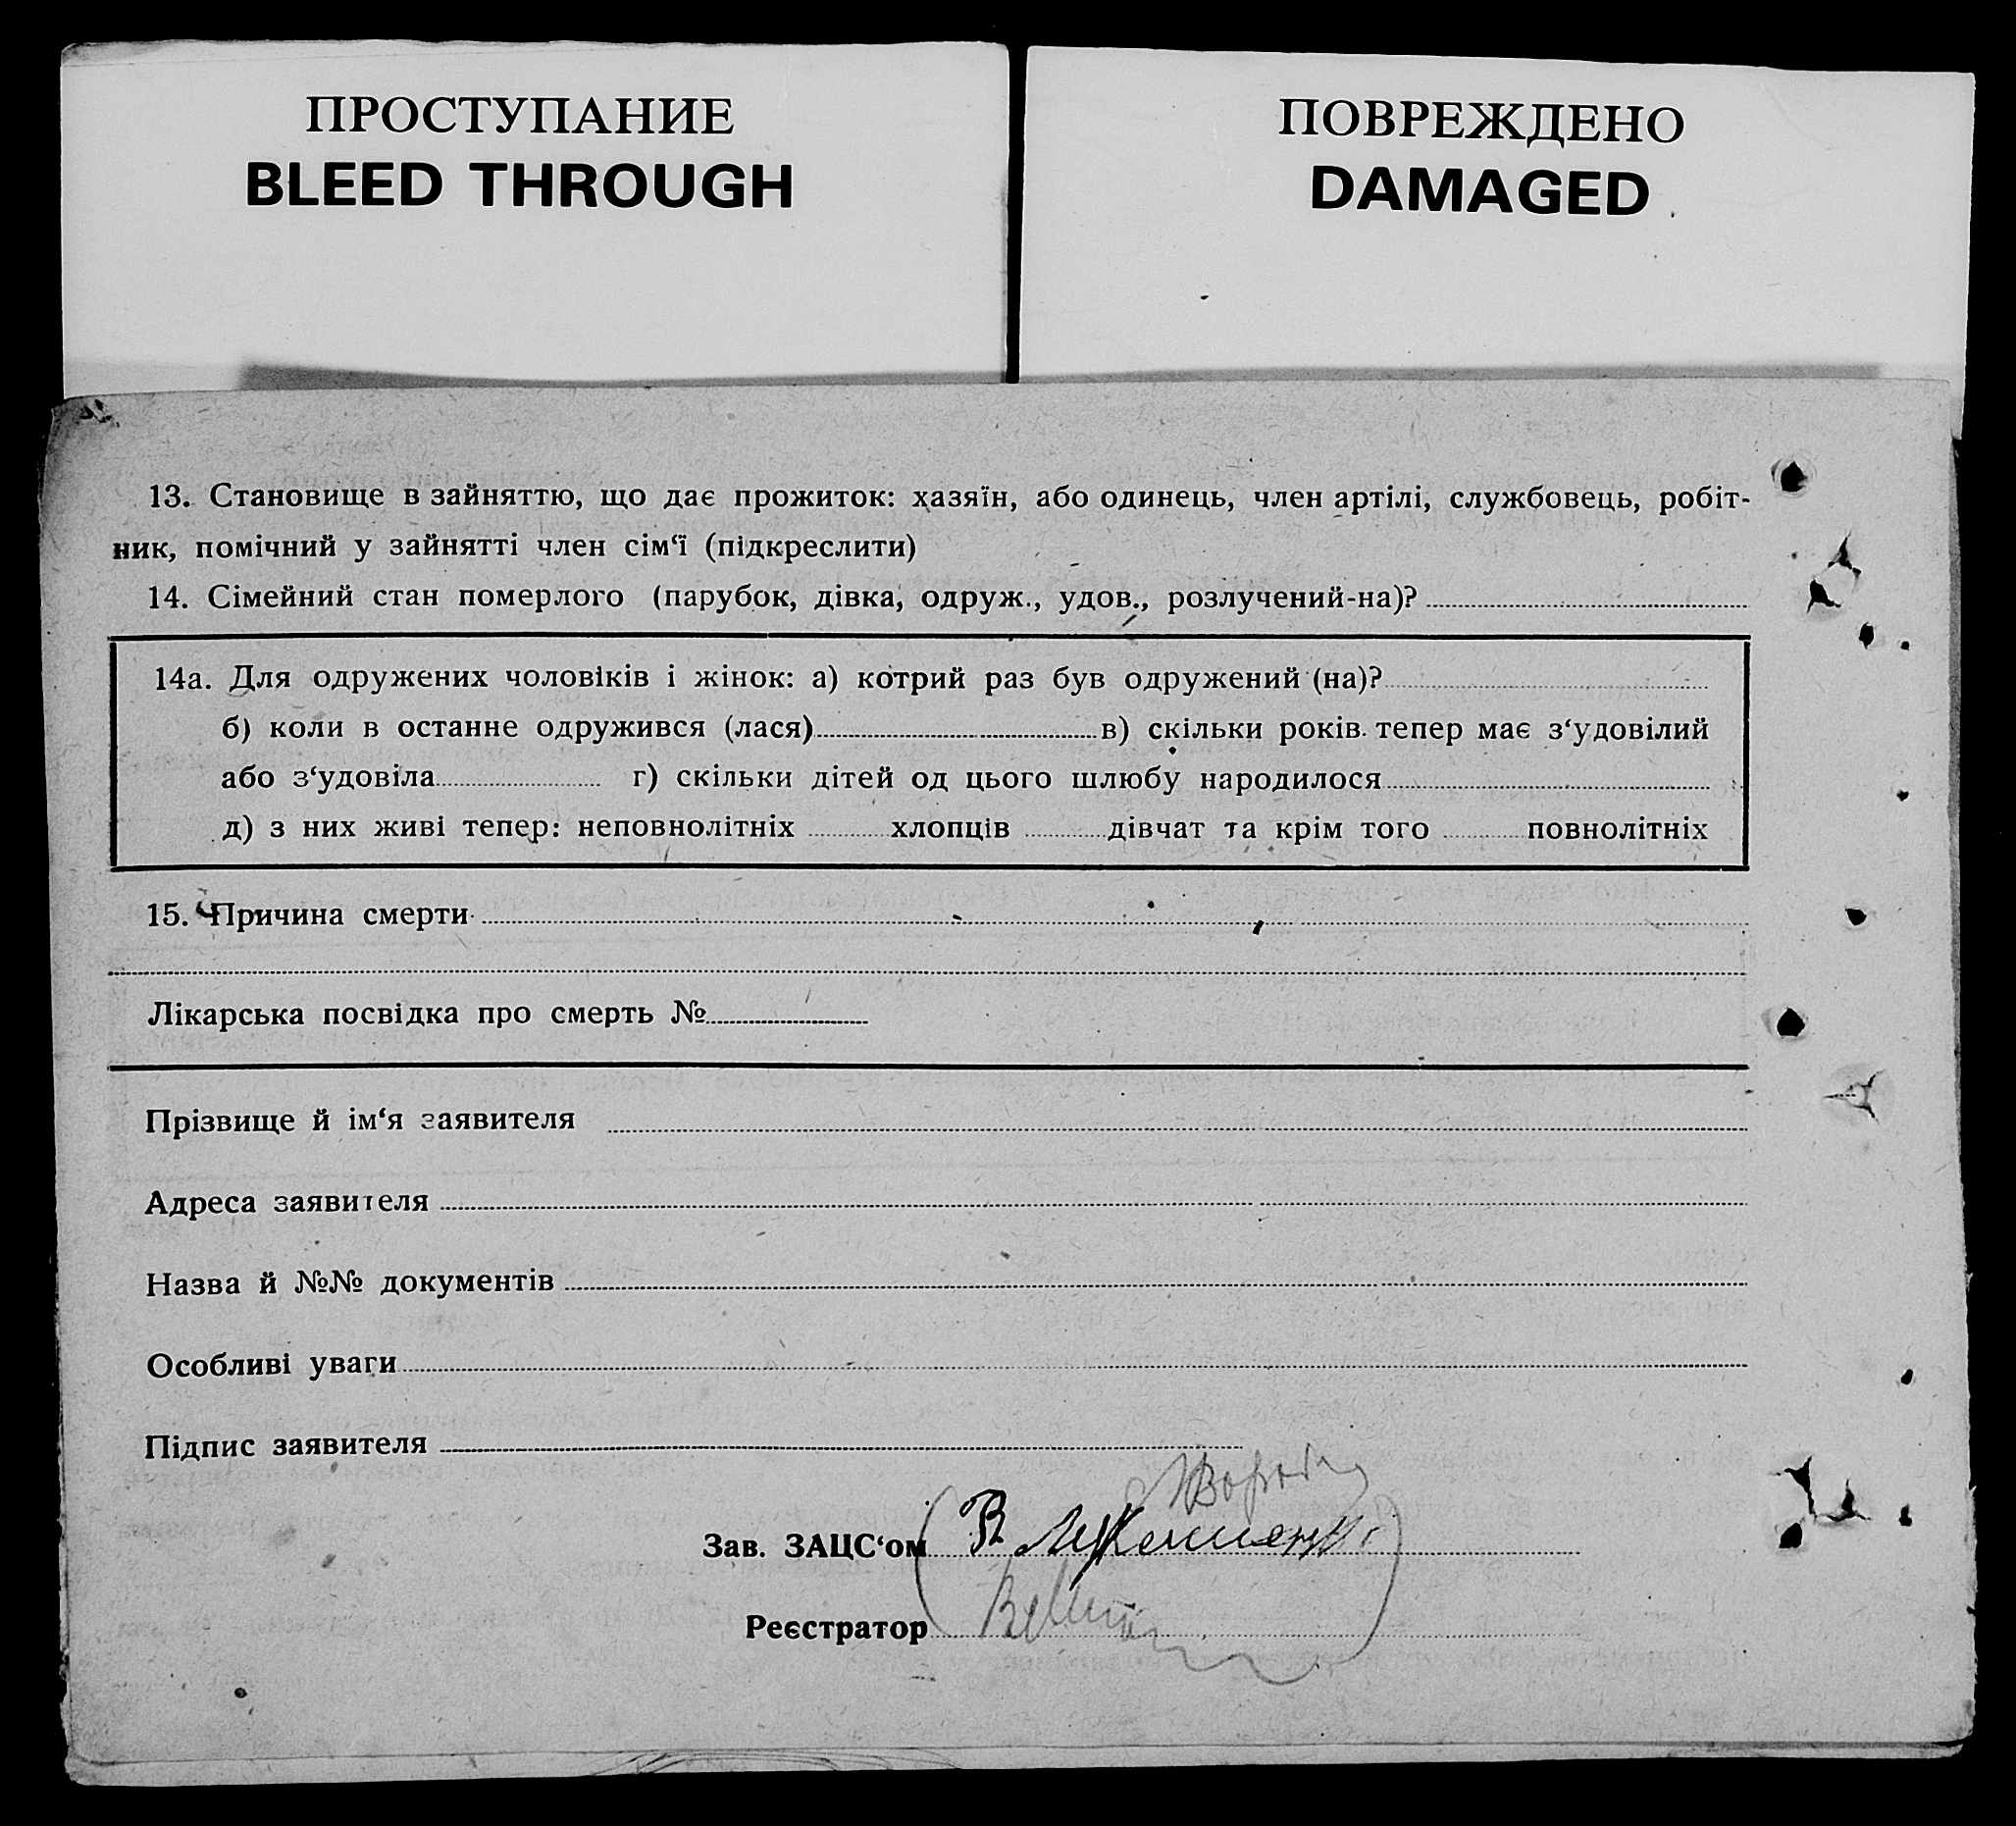 ПРОСТУПАНИЕ
BLEED THROUGH
ПОВРЕЖДЕНО
DAMAGED
13. Становище в зайняттю, що дає прожиток: хазяїн, або одинець, член артілі, службовець, робіт-
ник, помічний у зайнятті член сім‘ї (підкреслити)
14. Сімейний стан померлого (парубок, дівка, одруж., удов., розлучений-на)?
14а. Для одружених чоловіків і жінок: а) котрий раз був одружений (на)?
б) коли в останне одружився (лася) в) скільки років тепер має з‘удовілий
або з‘удовіла г) скільки дітей од цього шлюбу народилося
д) з них живі тепер: неповнолітніх хлопців дівчат та крім того повнолітніх
15. Причина смерти
Лікарська посвідка про смерть №
Прізвище й ім‘я заявителя
Адреса заявителя
Назва й №№ документів
Особливі уваги
Підпис заявителя
Зав. ЗАЦС‘ом
Реєстратор